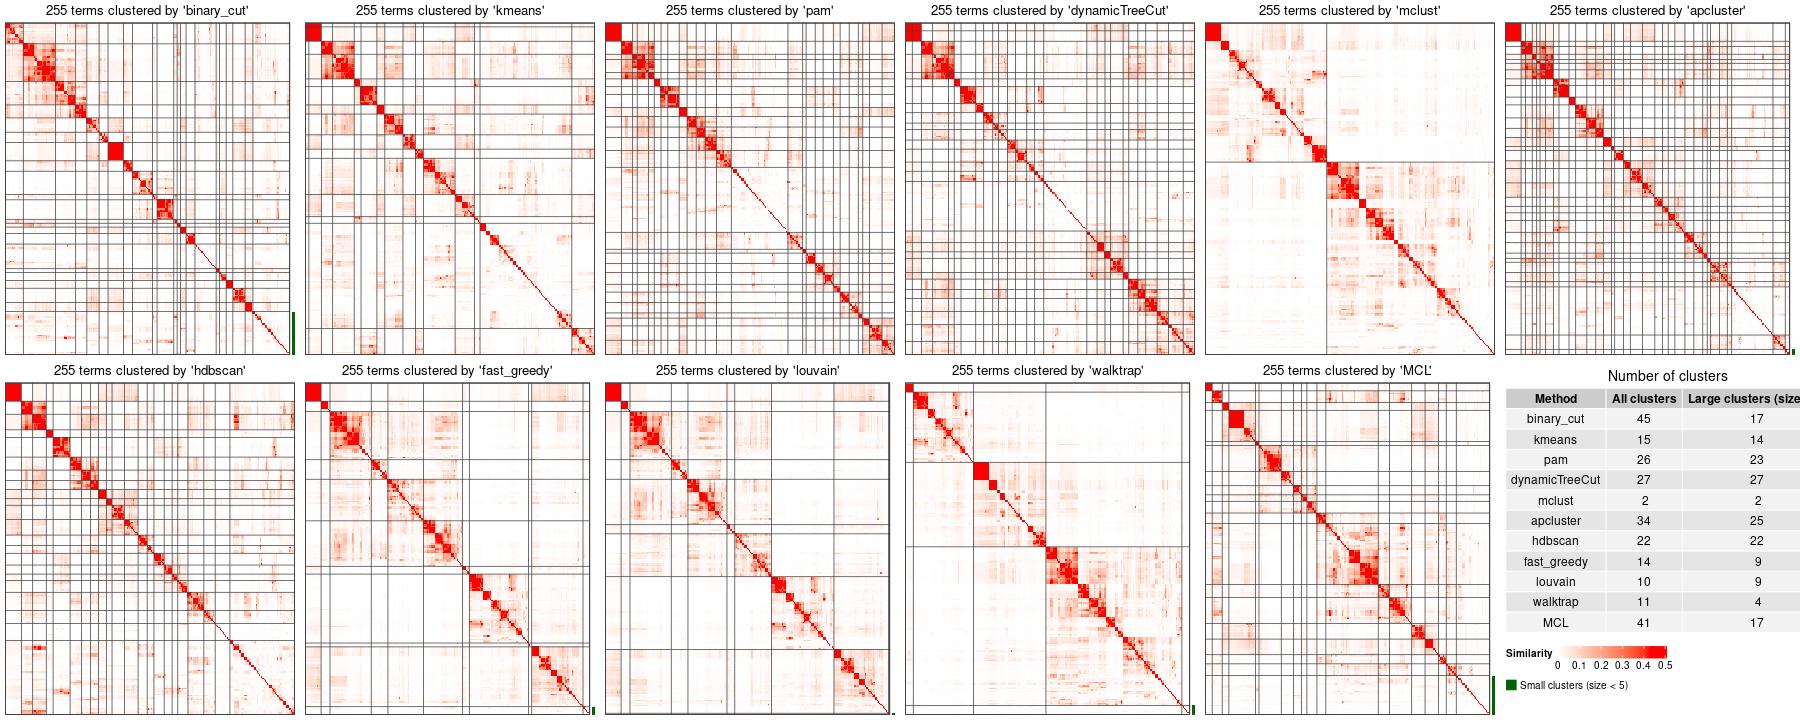 255 terms clustered by 'binary_cut'
255 terms clustered by 'kmeans'
255 terms clustered by 'pam'
255 terms clustered by 'dynamicTreeCut'
255 terms clustered by 'mclust'
255 terms clustered by 'apcluster'
255 terms clustered by 'hdbscan'
255 terms clustered by 'fast_greedy'
255 terms clustered by 'louvain'
255 terms clustered by 'walktrap'
255 terms clustered by 'MCL'
Number of clusters
Method All clusters Large clusters (size
binary_cut 45 17
kmeans 15 14
pam 26 23
dynamicTreeCut 27 27
mclust 2 2
apcluster 34 25
hdbscan 22 22
fast_greedy 14 9
louvain 10 9
walktrap 11 4
MCL 41 17
Similarity
0 0.1 0.2 0.3 0.4 0.5
Small clusters (size < 5)